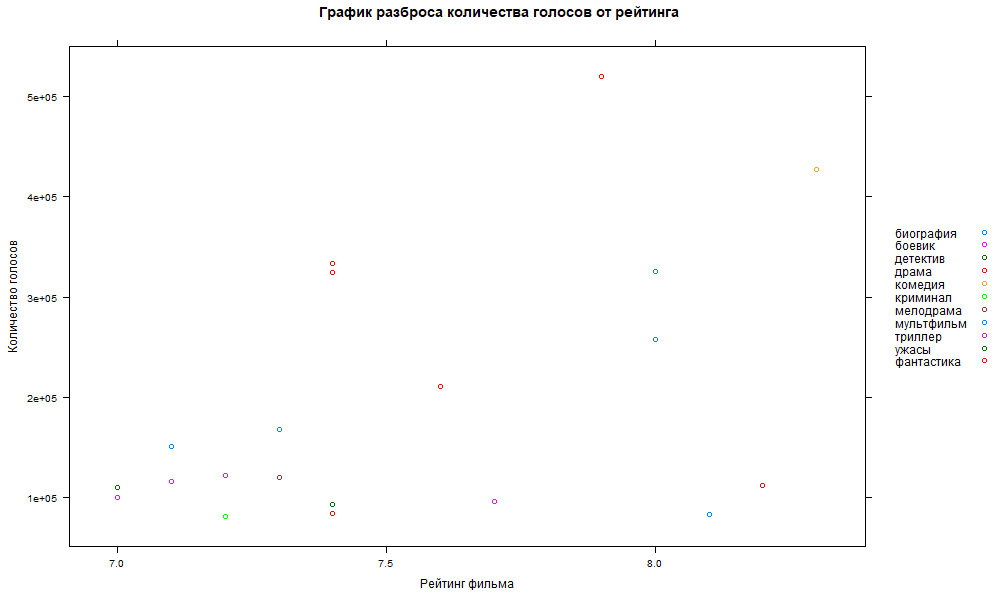 График разброса количества голосов от рейтинга
5e+05
4e+05
3e+05
2e+05
1e+05
Количество голосов
7.0
7.5
8.0
Рейтинг фильма
биография
боевик
детектив
драма
комедия
криминал
мелодрама
мультфильм
триллер
ужасы
фантастика